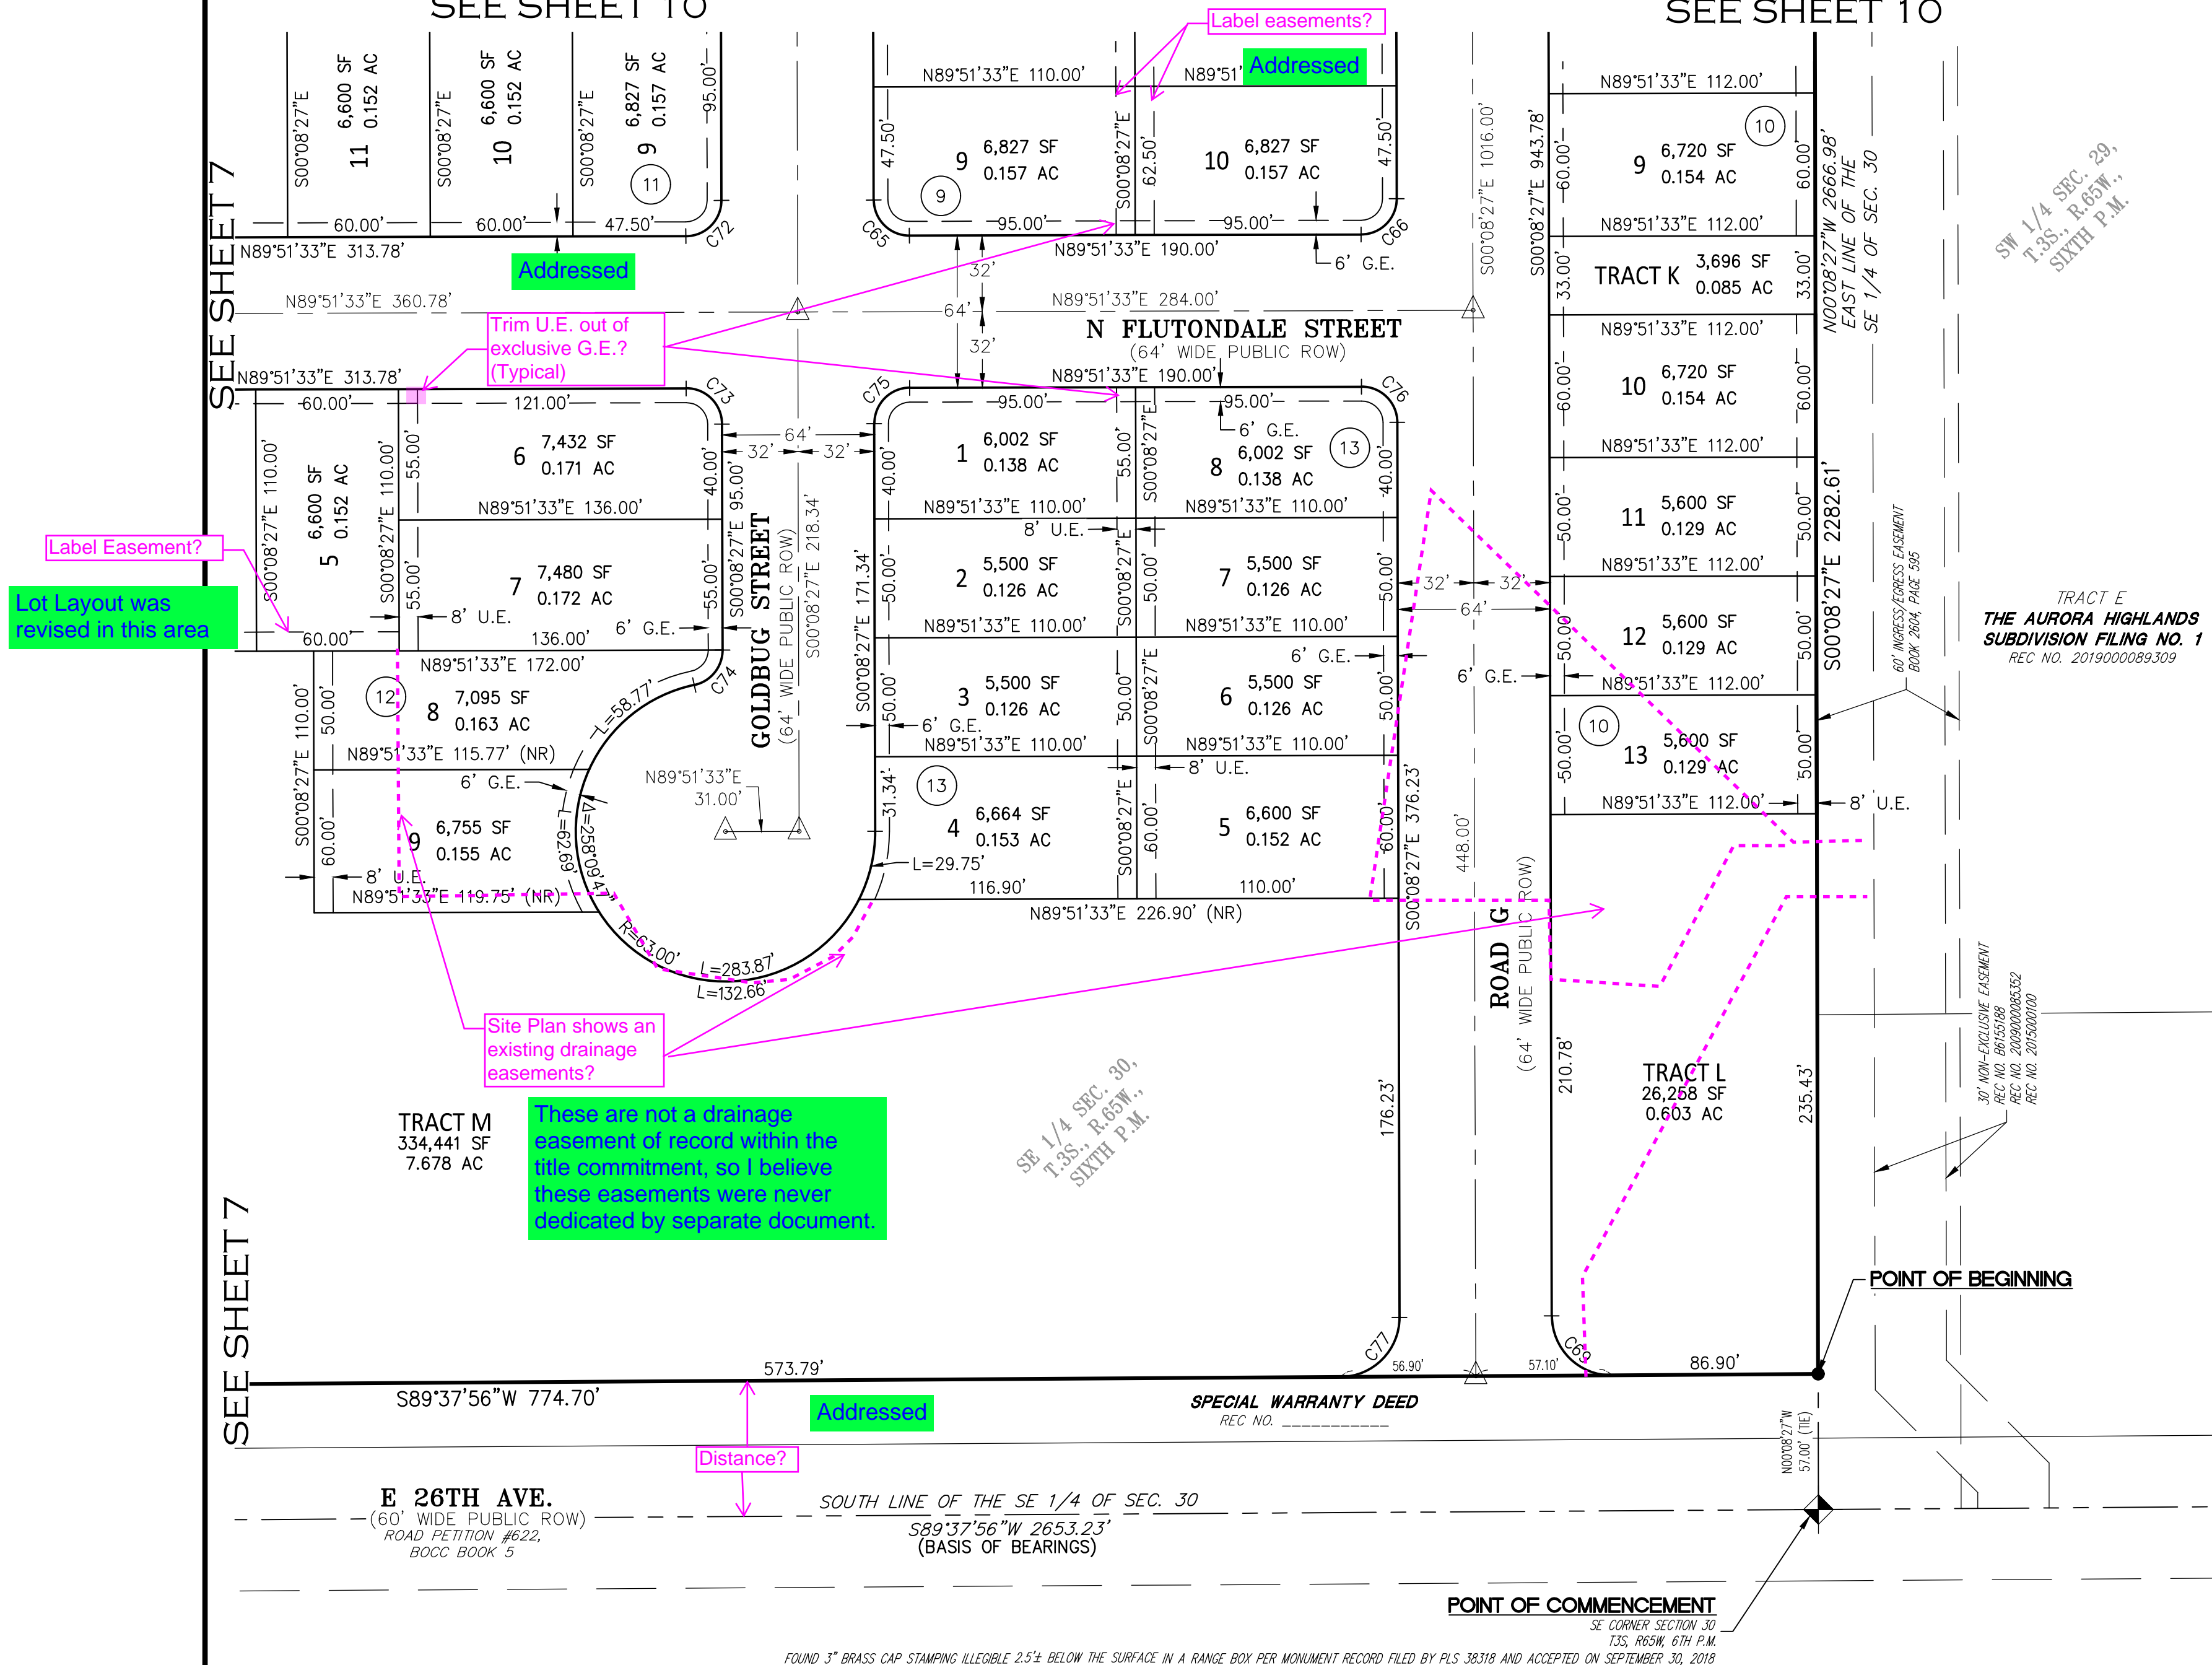 SEE SHEET 10
SEE SHEET 10
Label easements?
Addressed
S00°08'27"E
11
6,600 SF
0.152 AC
S00°08'27"E
10
6,600 SF
0.152 AC
S00°08'27"E
9
6,827 SF
0.157 AC
11
95.00'
60.00'
60.00'
47.50'
C72
N89°51'33"E 313.78'
Addressed
SEE SHEET 7
N89°51'33"E 110.00'
N89°51'
47.50'
9
6,827 SF
0.157 AC
9
S00°08'27"E
62.50'
10
6,827 SF
0.157 AC
47.50'
C65
95.00'
95.00'
C66
N89°51'33"E 190.00'
6' G.E.
S00°08'27"E 1016.00'
S00°08'27"E 943.78'
N89°51'33"E 112.00'
10
60.00'
9
6,720 SF
0.154 AC
60.00'
N89°51'33"E 112.00'
33.00'
TRACT K
3,696 SF
0.085 AC
33.00'
N89°51'33"E 112.00'
N00°08'27"W 2666.98'
EAST LINE OF THE
SE 1/4 OF SEC. 30
SW 1/4 SEC. 29,
T.3S., R.65W.,
SIXTH P.M.
N89°51'33"E 360.78'
32'
64'
32'
N89°51'33"E 284.00'
N FLUTONDALE STREET
(64' WIDE PUBLIC ROW)
Trim U.E. out of
exclusive G.E.?
(Typical)
N89°51'33"E 313.78'
60.00'
121.00'
C73
C75
N89°51'33"E 190.00'
95.00'
95.00'
C76
6' G.E.
S00°08'27"E 110.00'
5
6,600 SF
0.152 AC
S00°08'27"E 110.00'
55.00'
6
7,432 SF
0.171 AC
40.00'
N89°51'33"E 136.00'
55.00'
7
7,480 SF
0.172 AC
55.00'
8' U.E.
136.00'
6' G.E.
60.00'
N89°51'33"E 172.00'
Label Easement?
Lot Layout was
revised in this area
S00°08'27"E 95.00'
64'
32'
32'
GOLDBUG STREET
(64' WIDE PUBLIC ROW)
S00°08'27"E 218.34'
S00°08'27"E 171.34'
40.00'
1
6,002 SF
0.138 AC
55.00'
S00°08'27"E
8
6,002 SF
0.138 AC
13
40.00'
N89°51'33"E 110.00'
N89°51'33"E 110.00'
8' U.E.
50.00'
2
5,500 SF
0.126 AC
S00°08'27"E
50.00'
7
5,500 SF
0.126 AC
50.00'
N89°51'33"E 110.00'
N89°51'33"E 110.00'
6' G.E.
50.00'
3
5,500 SF
0.126 AC
50.00'
S00°08'27"E
6
5,500 SF
0.126 AC
50.00'
6' G.E.
N89°51'33"E 110.00'
N89°51'33"E 110.00'
8' U.E.
31.34'
13
4
6,664 SF
0.153 AC
S00°08'27"E
60.00'
5
6,600 SF
0.152 AC
60.00'
L=29.75'
116.90'
110.00'
N89°51'33"E 226.90' (NR)
S00°08'27"E 376.23'
32'
32'
64'
60.00'
10
6,720 SF
0.154 AC
60.00'
N89°51'33"E 112.00'
50.00'
11
5,600 SF
0.129 AC
50.00'
N89°51'33"E 112.00'
50.00'
12
5,600 SF
0.129 AC
50.00'
6' G.E.
N89°51'33"E 112.00'
10
50.00'
13
5,600 SF
0.129 AC
50.00'
N89°51'33"E 112.00'
8' U.E.
S00°08'27"E 2282.61'
60' INGRESS/EGRESS EASEMENT
BOOK 2604, PAGE 595
TRACT E
THE AURORA HIGHLANDS
SUBDIVISION FILING NO. 1
REC NO. 2019000089309
12
S00°08'27"E 110.00'
50.00'
8
7,095 SF
0.163 AC
L=58.77'
C74
N89°51'33"E 115.77' (NR)
6' G.E.
60.00'
9
6,755 SF
0.155 AC
L=62.69'
Δ=258°09'47"
8' U.E.
N89°51'33"E 119.75' (NR)
R=63.00'
L=283.87'
L=132.66'
N89°51'33"E
31.00'
Site Plan shows an
existing drainage
easements?
These are not a drainage
easement of record within the
title commitment, so I believe
these easements were never
dedicated by separate document.
TRACT M
334,441 SF
7.678 AC
SE 1/4 SEC. 30,
T.3S., R.65W.,
SIXTH P.M.
448.00'
ROAD G
(64' WIDE PUBLIC ROW)
176.23'
210.78'
TRACT L
26,258 SF
0.603 AC
235.43'
30' NON-EXCLUSIVE EASEMENT
REC NO. B6155188
REC NO. 2009000085352
REC NO. 2015000100
POINT OF BEGINNING
SEE SHEET 7
573.79'
C77
56.90'
57.10'
C69
86.90'
S89°37'56"W 774.70'
Addressed
SPECIAL WARRANTY DEED
REC NO. ___________
Distance?
N00°08'27"W
57.00' (TIE)
E 26TH AVE.
(60' WIDE PUBLIC ROW)
ROAD PETITION #622,
BOCC BOOK 5
SOUTH LINE OF THE SE 1/4 OF SEC. 30
S89°37'56"W 2653.23'
(BASIS OF BEARINGS)
POINT OF COMMENCEMENT
SE CORNER SECTION 30
T3S, R65W, 6TH P.M.
FOUND 3" BRASS CAP STAMPING ILLEGIBLE 2.5'± BELOW THE SURFACE IN A RANGE BOX PER MONUMENT RECORD FILED BY PLS 38318 AND ACCEPTED ON SEPTEMBER 30, 2018